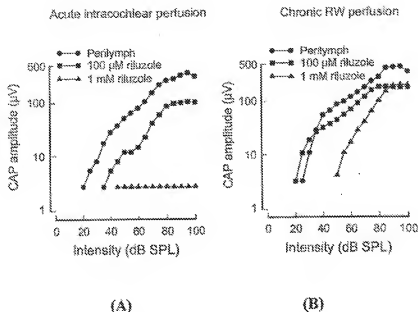 Acute intracochlear perfusion
Perilymph
100 µM riluzole
1 mM riluzole
CAP amplitude (µV)
500
100
10
1
0 20 40 60 80 100
Intensity (dB SPL)
(A)
Chronic RW perfusion
Perilymph
100 µM riluzole
1 mM riluzole
CAP amplitude (µV)
500
100
10
1
0 20 40 60 80 100
Intensity (dB SPL)
(B)